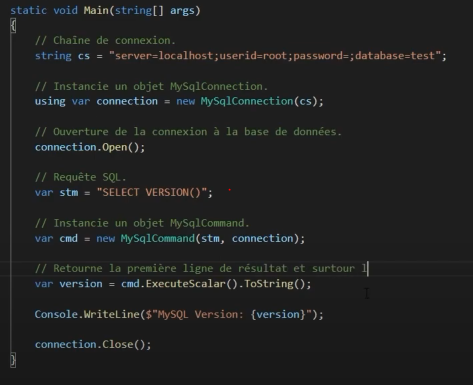 static void Main(string[] args)
{
// Chaîne de connexion.
string cs = "server=localhost;userid=root;password=;database=test";
// Instancie un objet MySqlConnection.
using var connection = new MySqlConnection(cs);
// Ouverture de la connexion à la base de données.
connection.Open();
// Requête SQL.
var stm = "SELECT VERSION()";
// Instancie un objet MySqlCommand.
var cmd = new MySqlCommand(stm, connection);
// Retourne la première ligne de résultat et surtour l
var version = cmd.ExecuteScalar().ToString();
Console.WriteLine($"MySQL Version: {version}");
connection.Close();
}